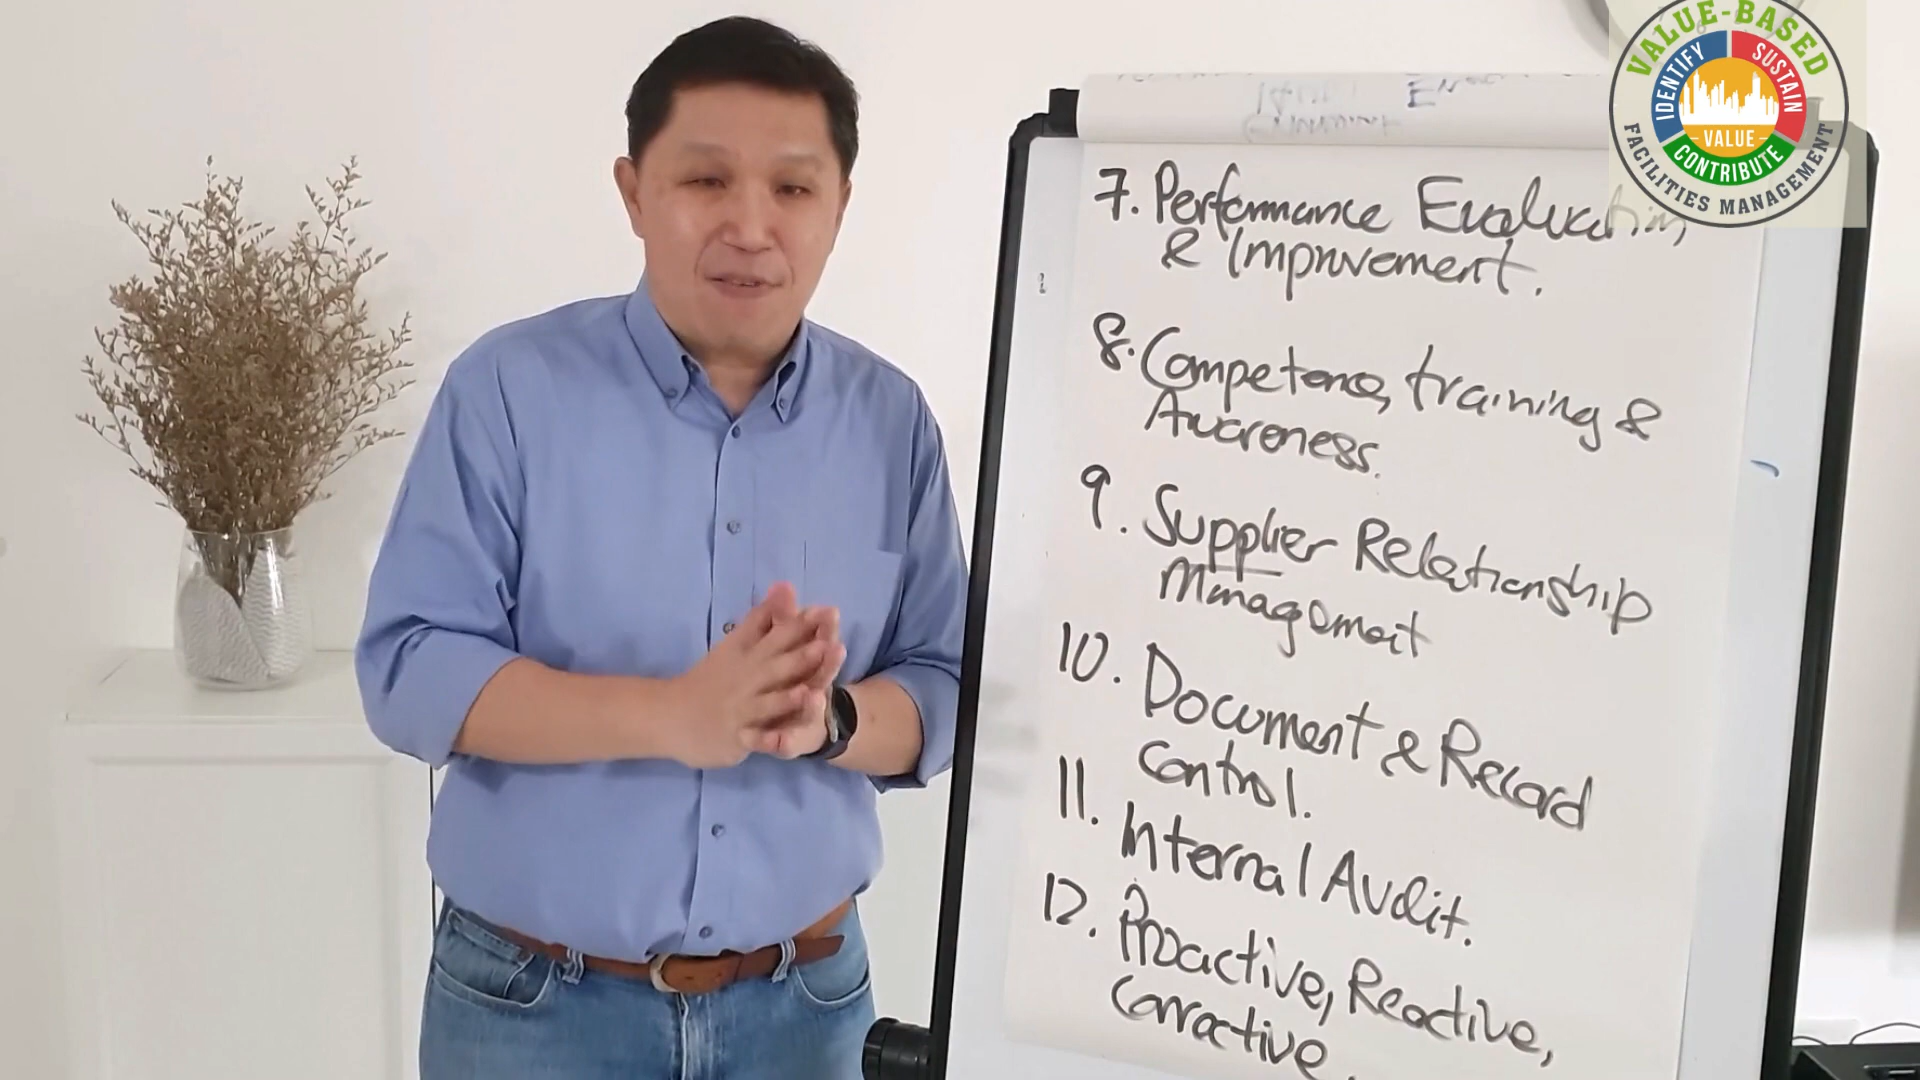 VALUE-BASED
IDENTIFY
SUSTAIN
VALUE
CONTRIBUTE
FACILITIES MANAGEMENT
7. Performance Evaluation
& Improvement.
8. Competence, training &
Awareness.
9. Supplier Relationship
Management
10. Document & Record
Control.
11. Internal Audit.
12. Proactive, Reactive,
Corrective.